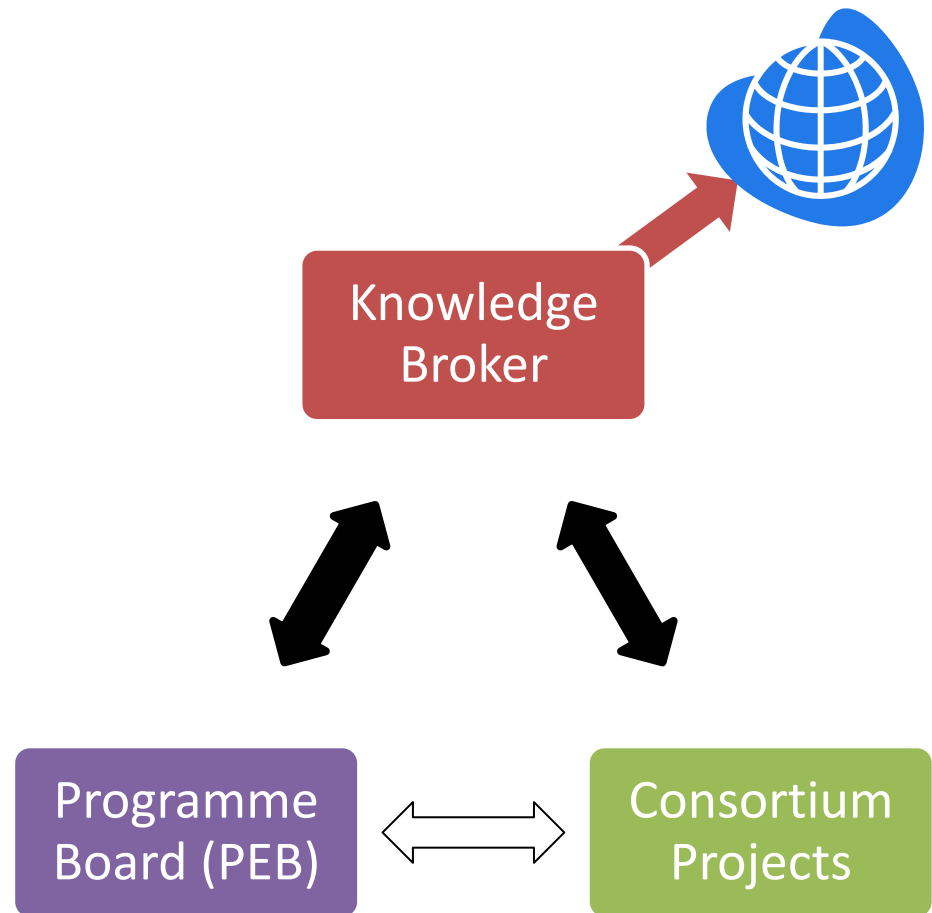 Knowledge
Broker
Programme
Board (PEB)
Consortium
Projects